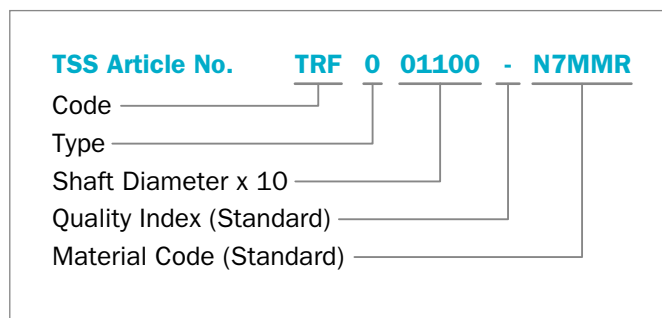 TSS Article No. TRF 0 01100 - N7MMR
Code
Type
Shaft Diameter x 10
Quality Index (Standard)
Material Code (Standard)